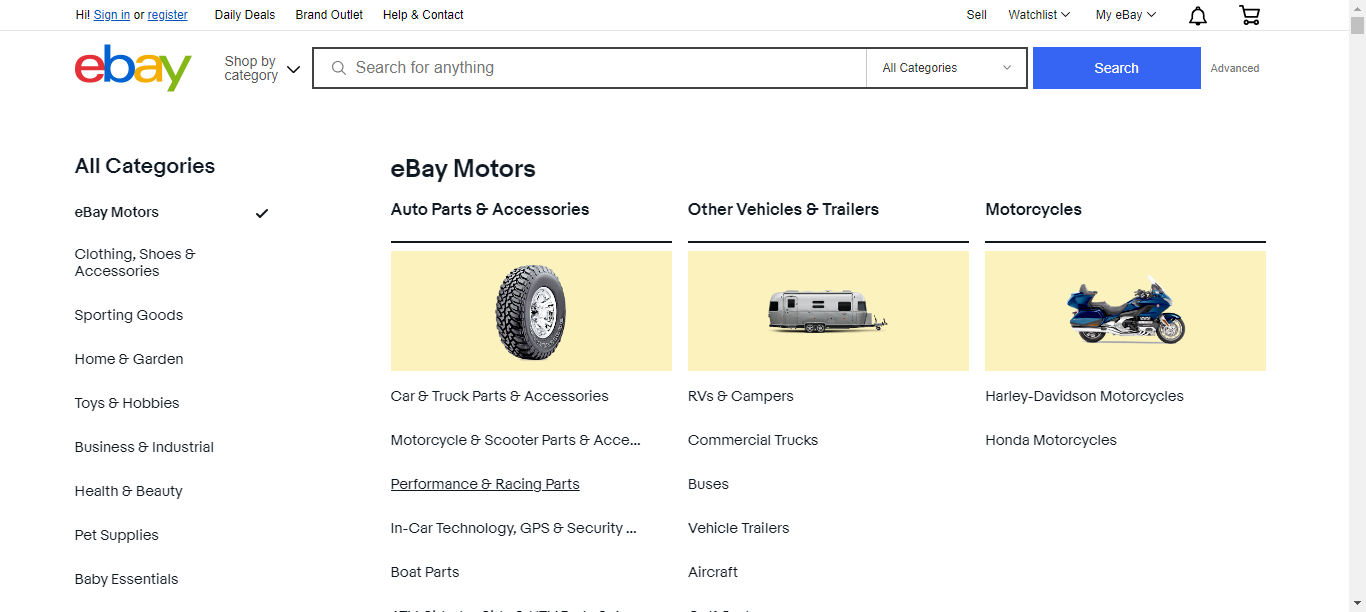 Hi! Sign in or register
Daily Deals
Brand Outlet
Help & Contact
Sell
Watchlist
My eBay
ebay
Shop by
category
Search for anything
All Categories
Search
Advanced
All Categories
eBay Motors
Clothing, Shoes &
Accessories
Sporting Goods
Home & Garden
Toys & Hobbies
Business & Industrial
Health & Beauty
Pet Supplies
Baby Essentials
eBay Motors
Auto Parts & Accessories
Car & Truck Parts & Accessories
Motorcycle & Scooter Parts & Acce...
Performance & Racing Parts
In-Car Technology, GPS & Security ...
Boat Parts
Other Vehicles & Trailers
RVs & Campers
Commercial Trucks
Buses
Vehicle Trailers
Aircraft
Motorcycles
Harley-Davidson Motorcycles
Honda Motorcycles